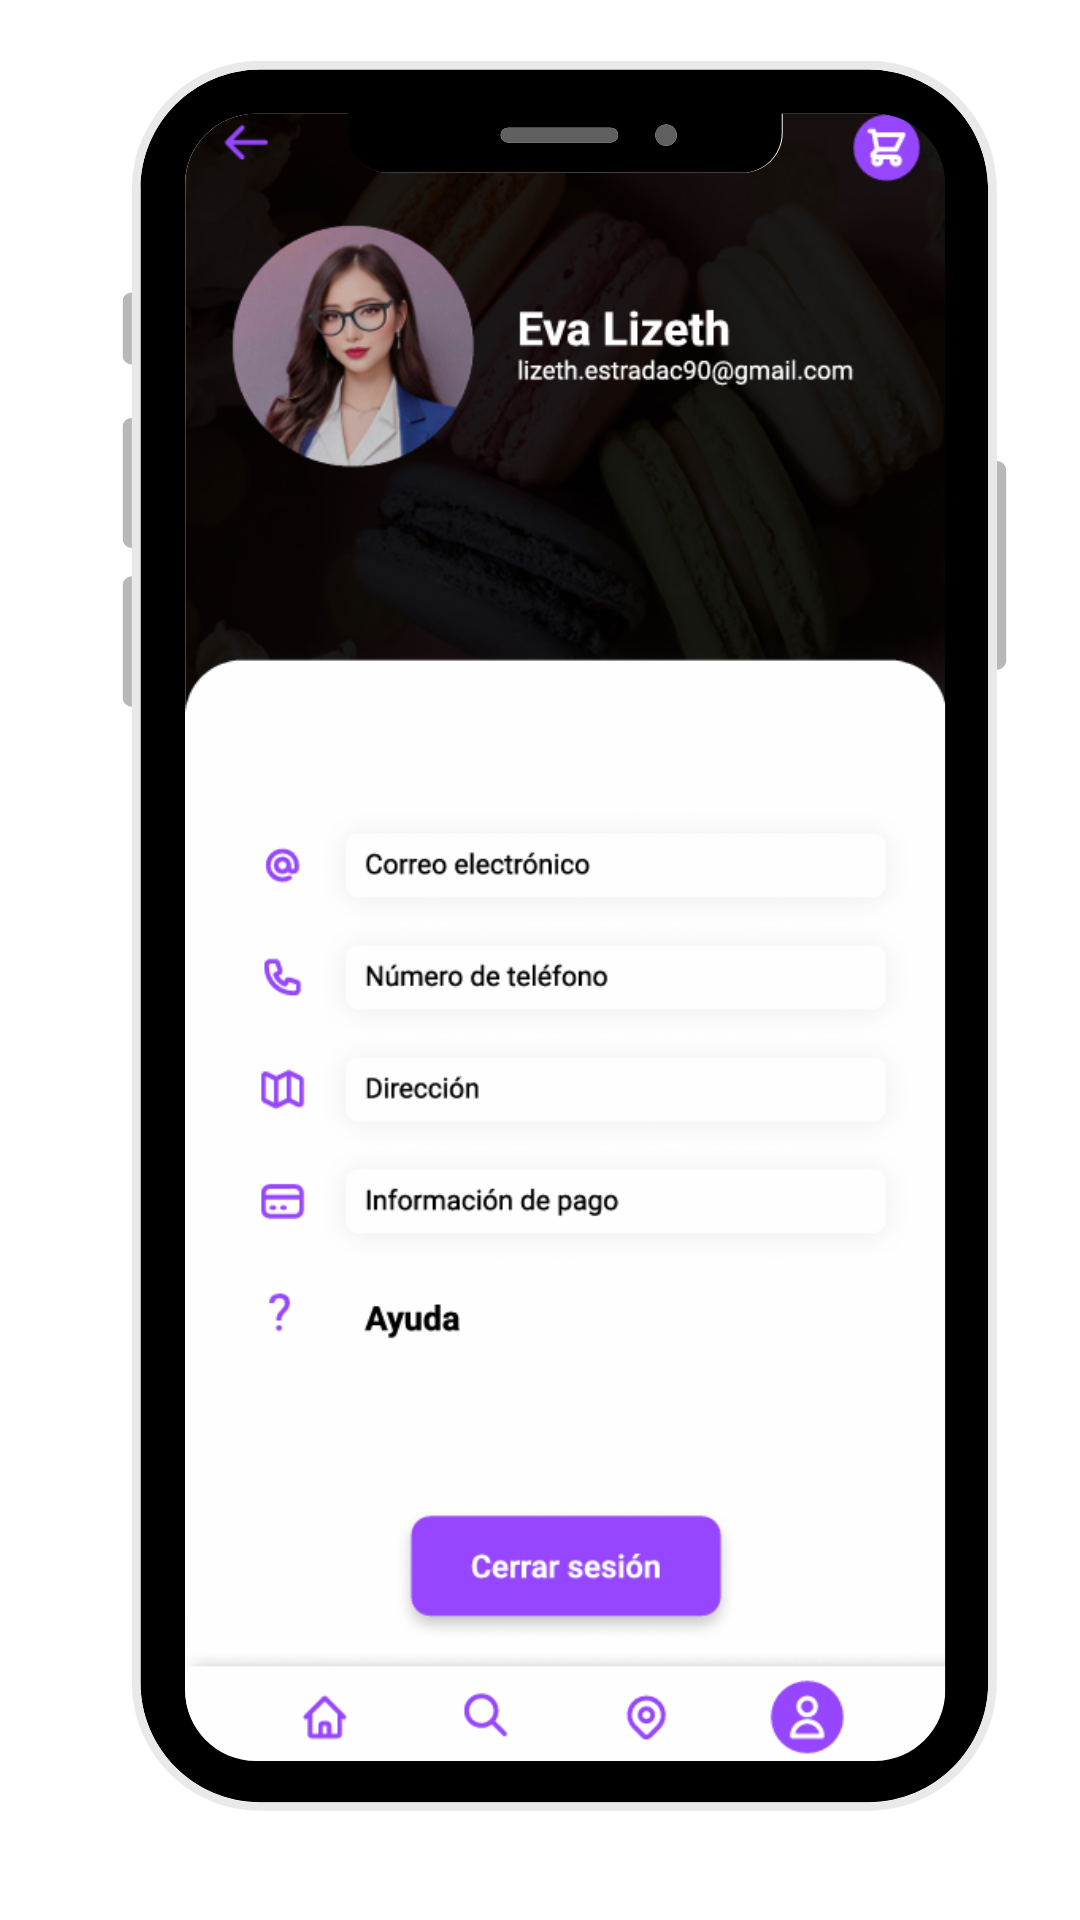 Eva Lizeth
lizeth.estradac90@gmail.com
Correo electrónico
Número de teléfono
Dirección
Información de pago
? Ayuda
Cerrar sesión